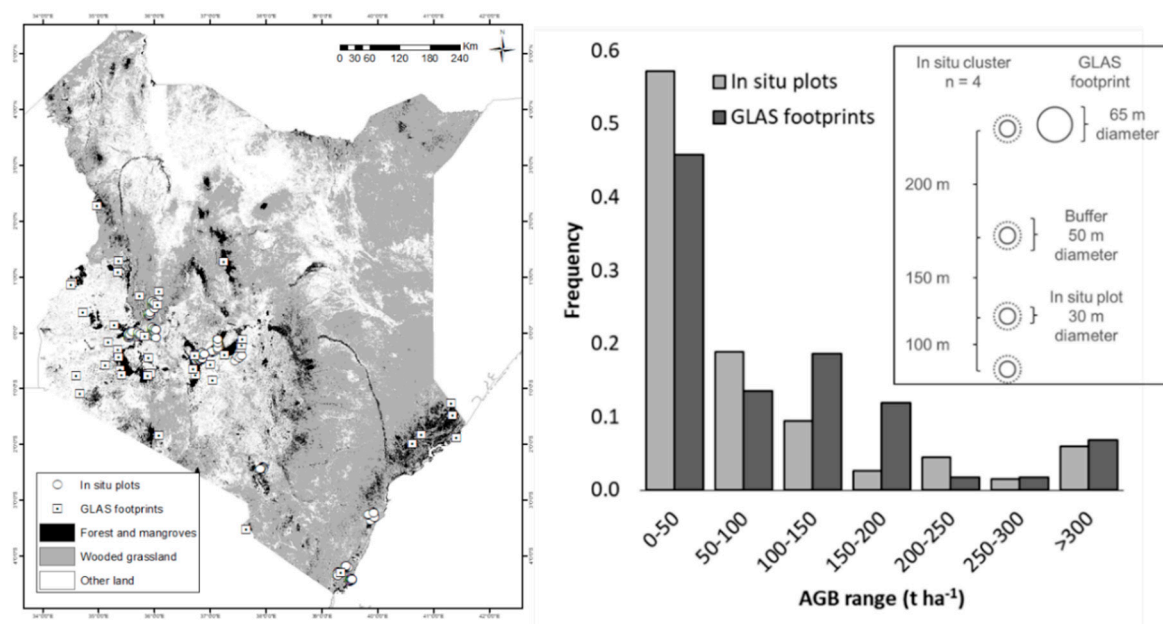 N
Km
0 30 60 120 180 240
In situ plots
GLAS footprints
Forest and mangroves
Wooded grassland
Other land
0.6
0.5
0.4
0.3
0.2
0.1
0.0
Frequency
In situ plots
GLAS footprints
0-50
50-100
100-150
150-200
200-250
250-300
>300
AGB range (t ha⁻¹)
In situ cluster
n = 4
GLAS
footprint
65 m
diameter
200 m
Buffer
50 m
diameter
150 m
In situ plot
30 m
diameter
100 m